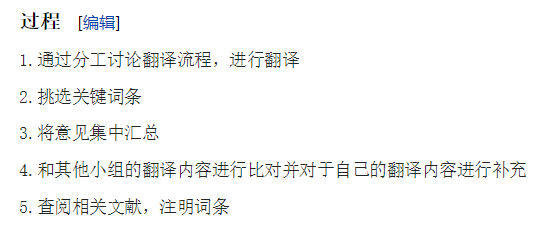 过程 [编辑]
1.通过分工讨论翻译流程，进行翻译
2.挑选关键词条
3.将意见集中汇总
4.和其他小组的翻译内容进行比对并对于自己的翻译内容进行补充
5.查阅相关文献，注明词条